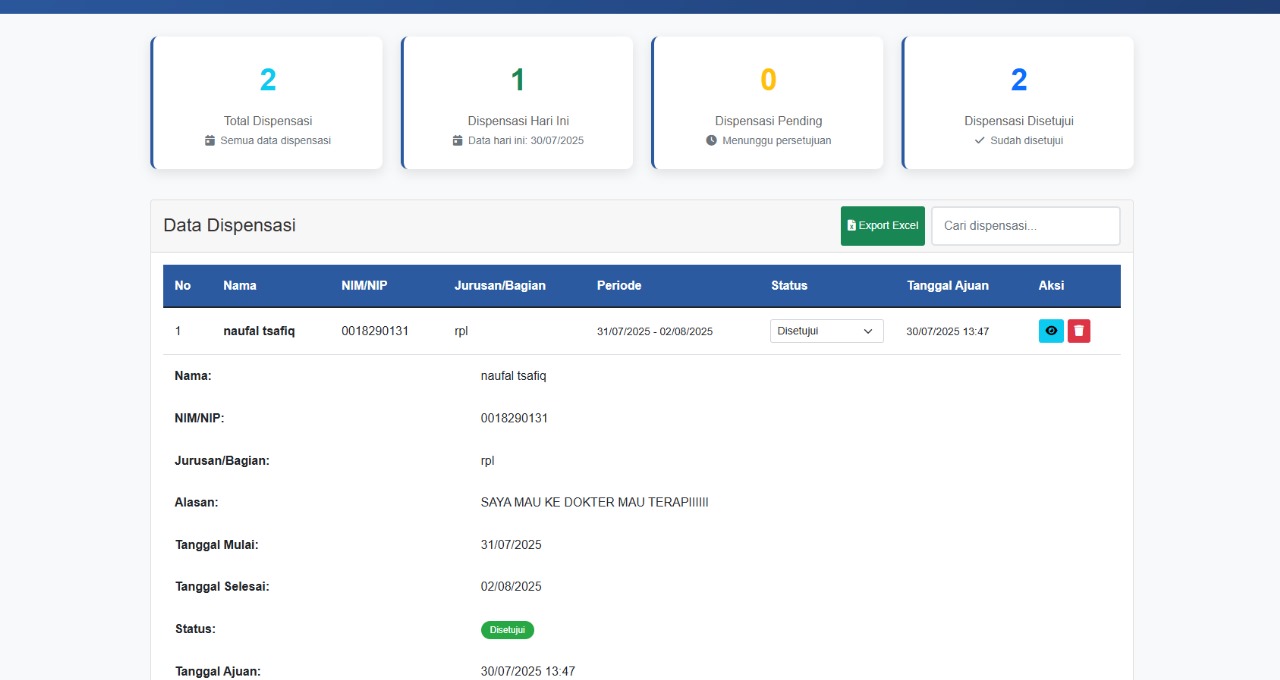 2
Total Dispensasi
Semua data dispensasi
1
Dispensasi Hari Ini
Data hari ini: 30/07/2025
0
Dispensasi Pending
Menunggu persetujuan
2
Dispensasi Disetujui
Sudah disetujui
Data Dispensasi
Export Excel
Cari dispensasi...
No Nama NIM/NIP Jurusan/Bagian Periode Status Tanggal Ajuan Aksi
1 naufal tsafiq 0018290131 rpl 31/07/2025 - 02/08/2025 Disetujui 30/07/2025 13:47
Nama: naufal tsafiq
NIM/NIP: 0018290131
Jurusan/Bagian: rpl
Alasan: SAYA MAU KE DOKTER MAU TERAPIIIIII
Tanggal Mulai: 31/07/2025
Tanggal Selesai: 02/08/2025
Status: Disetujui
Tanggal Ajuan: 30/07/2025 13:47